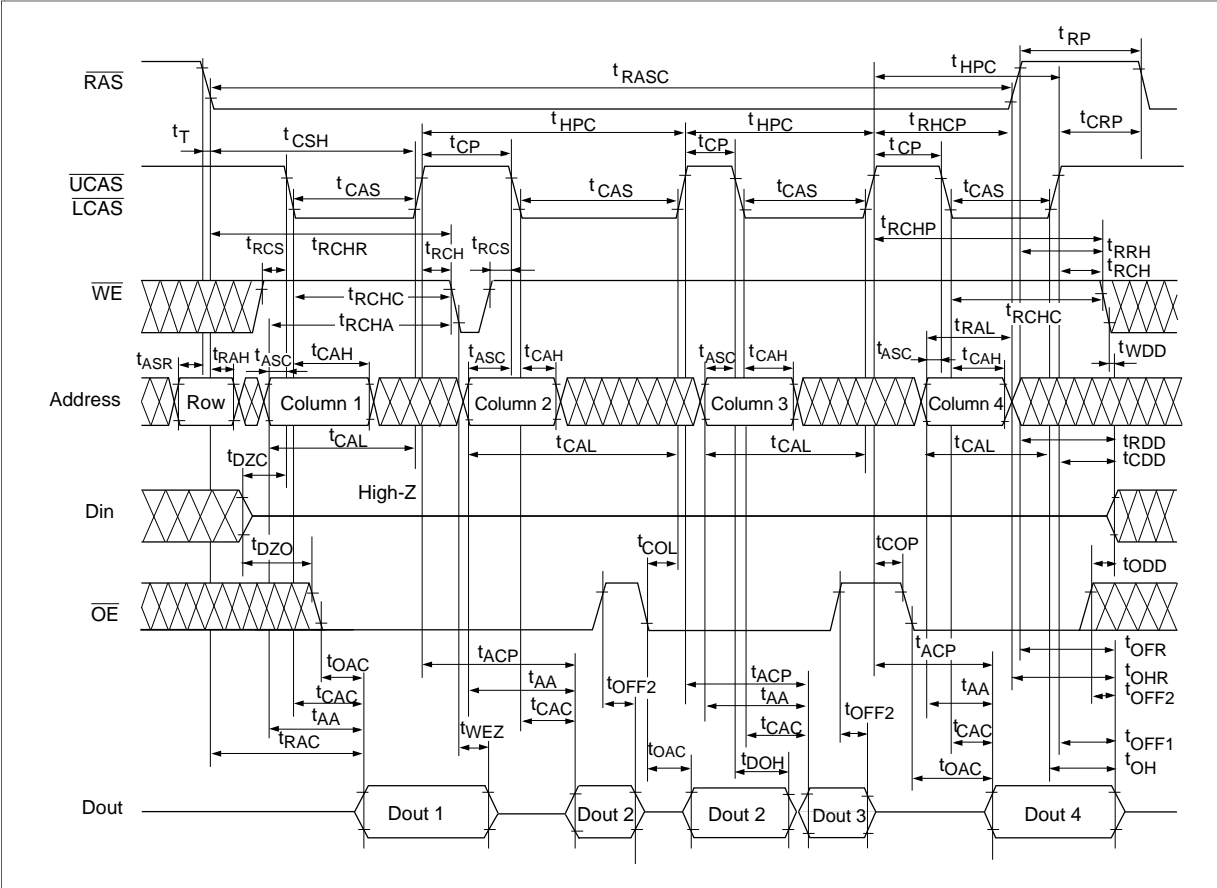 tRP
tHPC
RAS
tRASC
tT
tCSH
tHPC
tHPC
tRHCP
tCRP
tCP
tCP
tCP
UCAS
LCAS
tCAS
tCAS
tCAS
tCAS
tRCS
tRCHR
tRCH
tRCS
tRCHP
tRRH
tRCH
WE
tRCHC
tRCHC
tRCHA
tRAL
tWDD
tASR
tRAH
tASC
tCAH
tASC
tCAH
tASC
tCAH
tASC
tCAH
Address
Row
Column 1
Column 2
Column 3
Column 4
tCAL
tCAL
tCAL
tCAL
tRDD
tCDD
tDZC
High-Z
Din
tDZO
tCOL
tCOP
tODD
OE
tOAC
tACP
tACP
tACP
tOFR
tCAC
tAA
tOFF2
tAA
tOFF2
tAA
tOHR
tOFF2
tAA
tCAC
tCAC
tCAC
tRAC
tWEZ
tOAC
tDOH
tOAC
tOFF1
tOH
Dout
Dout 1
Dout 2
Dout 2
Dout 3
Dout 4